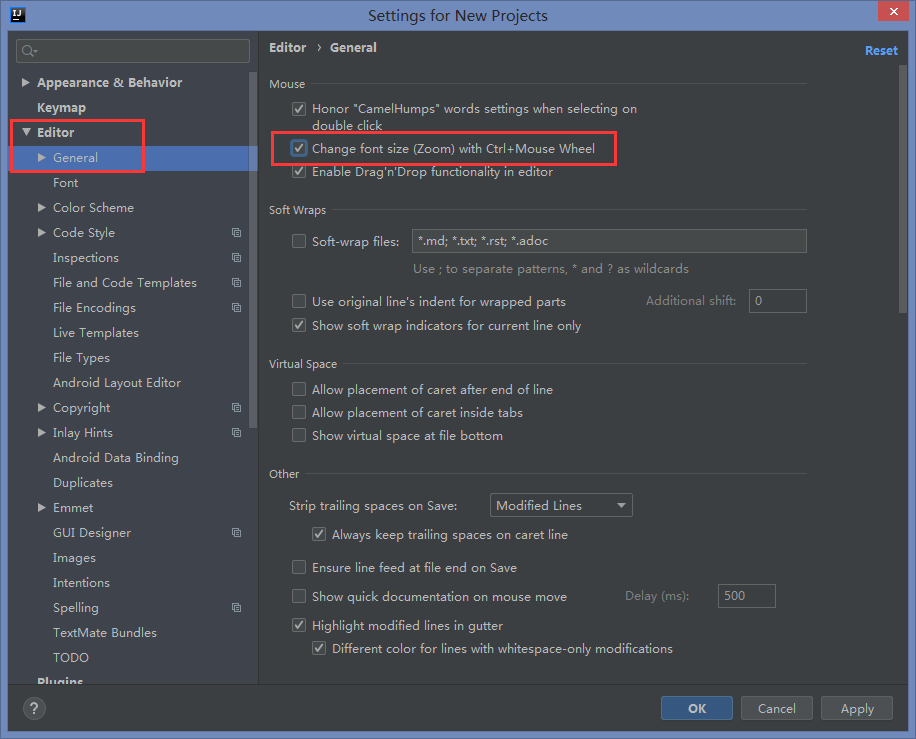 IJ
Settings for New Projects
Appearance & Behavior
Keymap
Editor
General
Font
Color Scheme
Code Style
Inspections
File and Code Templates
File Encodings
Live Templates
File Types
Android Layout Editor
Copyright
Inlay Hints
Android Data Binding
Duplicates
Emmet
GUI Designer
Images
Intentions
Spelling
TextMate Bundles
TODO
Plugins
Editor › General
Reset
Mouse
Honor "CamelHumps" words settings when selecting on
double click
Change font size (Zoom) with Ctrl+Mouse Wheel
Enable Drag'n'Drop functionality in editor
Soft Wraps
Soft-wrap files: *.md; *.txt; *.rst; *.adoc
Use ; to separate patterns, * and ? as wildcards
Use original line's indent for wrapped parts Additional shift: 0
Show soft wrap indicators for current line only
Virtual Space
Allow placement of caret after end of line
Allow placement of caret inside tabs
Show virtual space at file bottom
Other
Strip trailing spaces on Save: Modified Lines
Always keep trailing spaces on caret line
Ensure line feed at file end on Save
Show quick documentation on mouse move Delay (ms): 500
Highlight modified lines in gutter
Different color for lines with whitespace-only modifications
? OK Cancel Apply